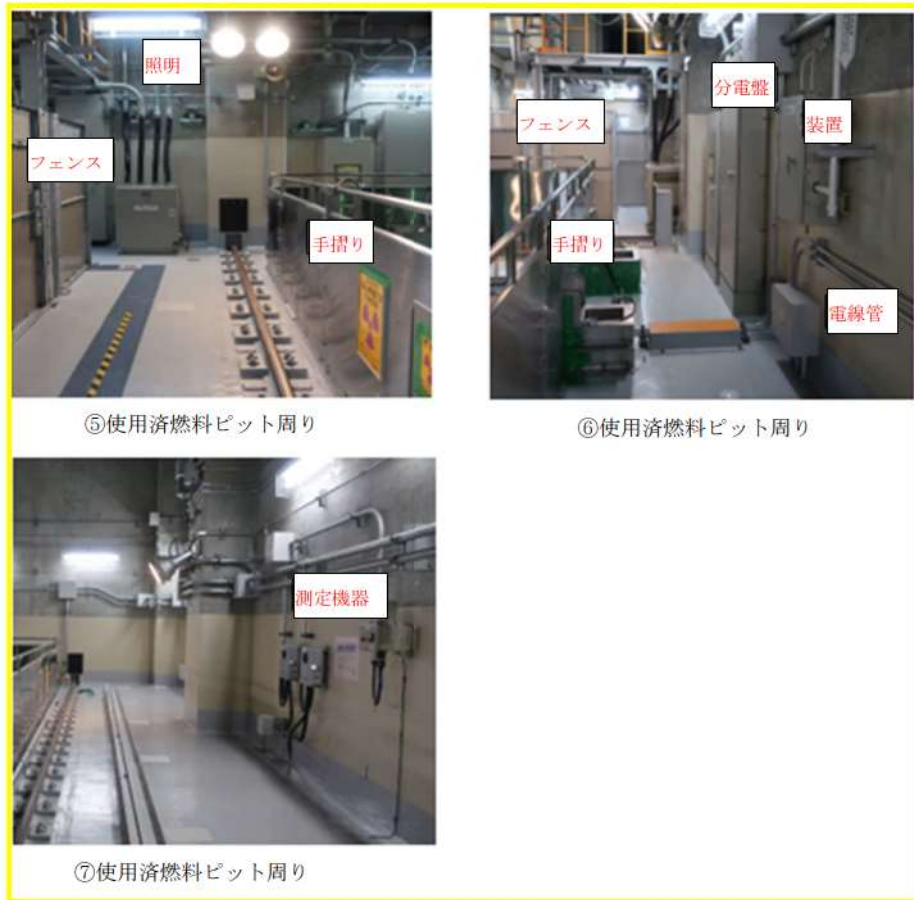 照明
フェンス
手摺り
⑤使用済燃料ピット周り
分電盤
フェンス
装置
手摺り
電線管
⑥使用済燃料ピット周り
測定機器
⑦使用済燃料ピット周り